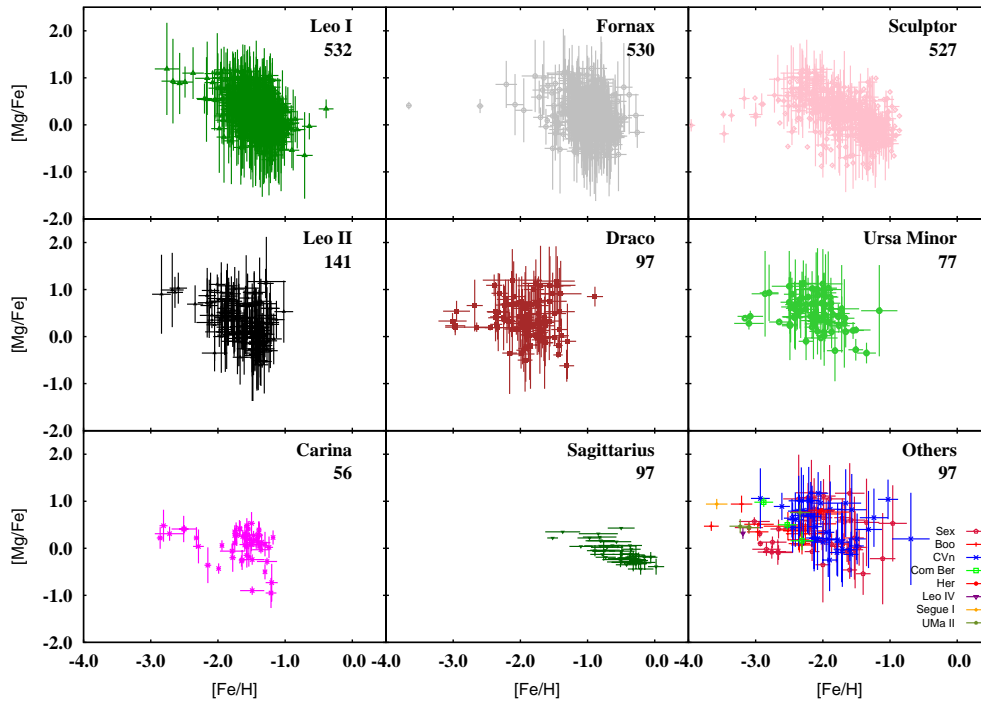 Leo I
532
Fornax
530
Sculptor
527
2.0
1.0
0.0
-1.0
-2.0
[Mg/Fe]
Leo II
141
Draco
97
Ursa Minor
77
2.0
1.0
0.0
-1.0
2.0
[Mg/Fe]
Carina
56
Sagittarius
97
Others
97
1.0
0.0
-1.0
-2.0
[Mg/Fe]
Sex
Boo
CVn
Com Ber
Her
Leo IV
Segue I
UMa II
-4.0 -3.0 -2.0 -1.0 0.0
-4.0 -3.0 -2.0 -1.0 0.0
-4.0 -3.0 -2.0 -1.0
[Fe/H] [Fe/H] [Fe/H]